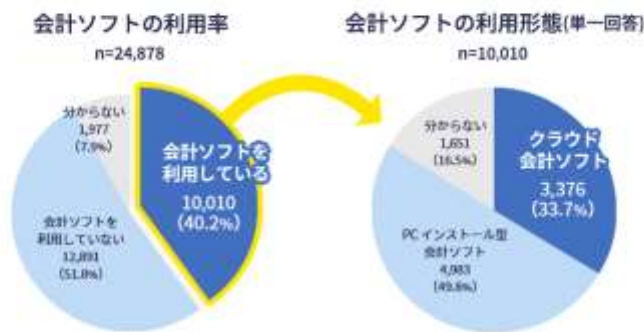 会計ソフトの利用率
n=24,878
分からない
1,977
(7.9%)
会計ソフトを
利用している
10,010
(40.2%)
会計ソフトを
利用していない
12,891
(51.8%)
会計ソフトの利用形態(単一回答)
n=10,010
分からない
1,651
(16.5%)
クラウド
会計ソフト
3,376
(33.7%)
PCインストール型
会計ソフト
4,983
(49.8%)